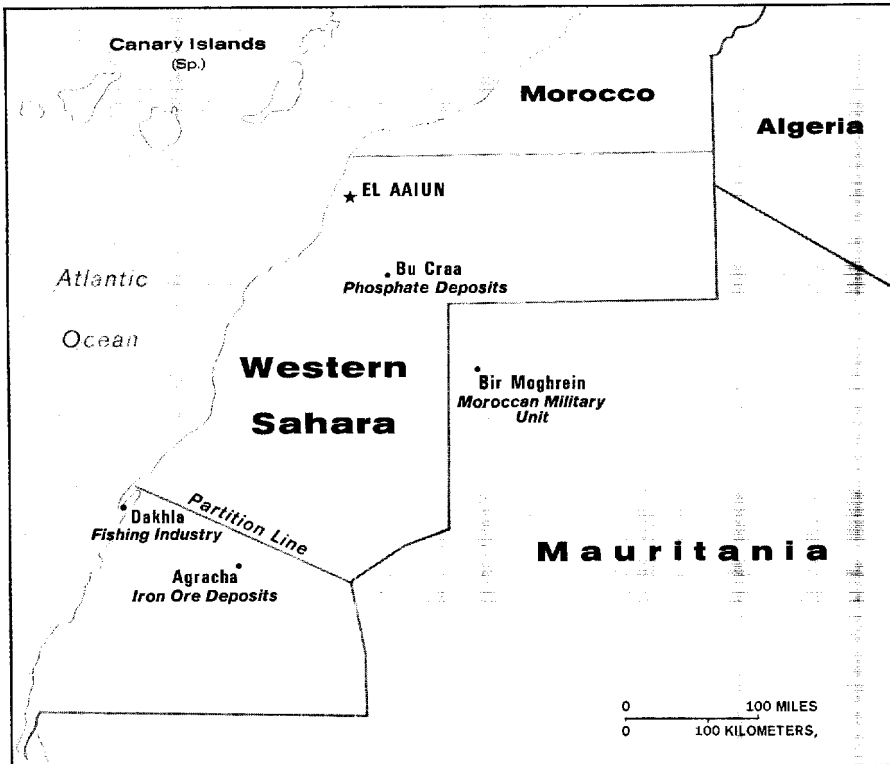 Canary Islands
(Sp.)
Morocco
Algeria
EL AAIUN
Bu Craa
Phosphate Deposits
Atlantic
Ocean
Western
Sahara
Bir Moghrein
Moroccan Military
Unit
Partition Line
Dakhla
Fishing Industry
Agracha
Iron Ore Deposits
Mauritania
0 100 MILES
0 100 KILOMETERS,